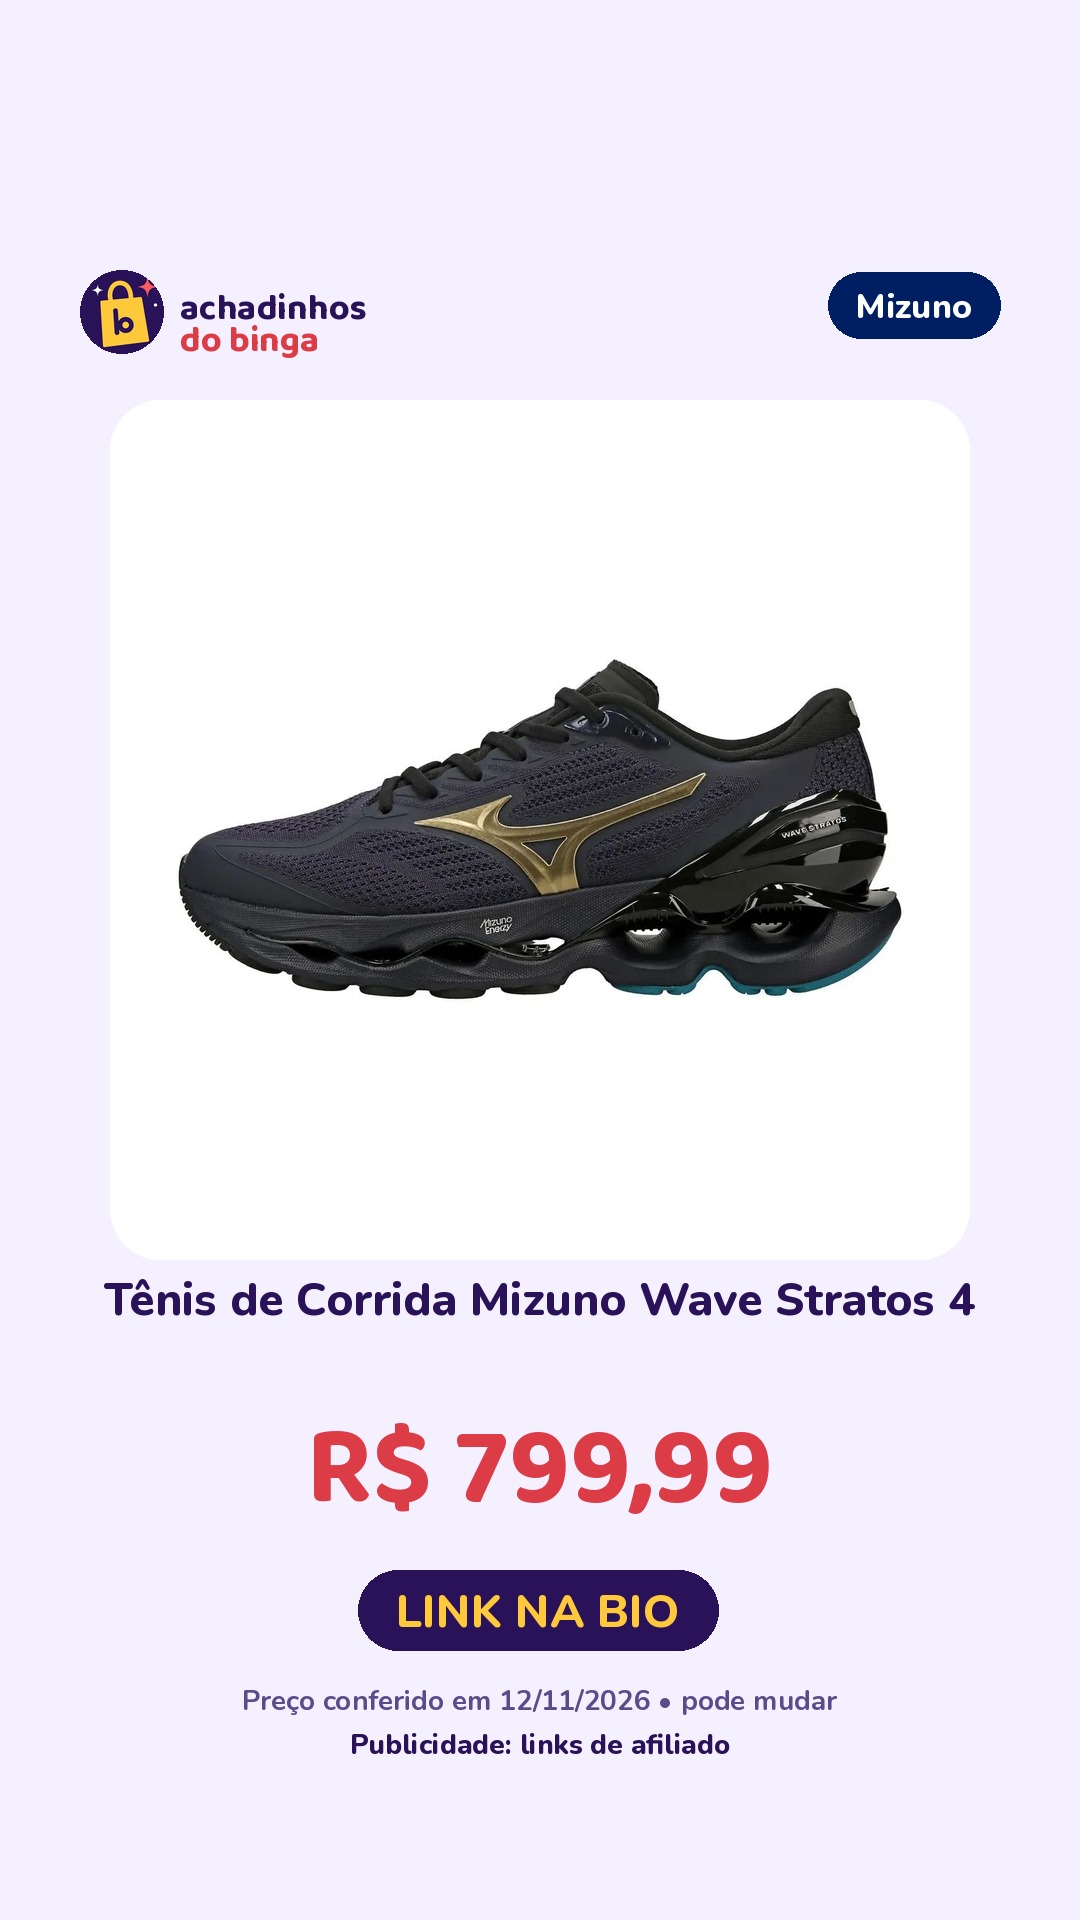 achadinhos
do binga
b
Mizuno
WAVE STRATOS
Mizuno
Enerzy
Tênis de Corrida Mizuno Wave Stratos 4
R$ 799,99
LINK NA BIO
Preço conferido em 12/11/2026 • pode mudar
Publicidade: links de afiliado